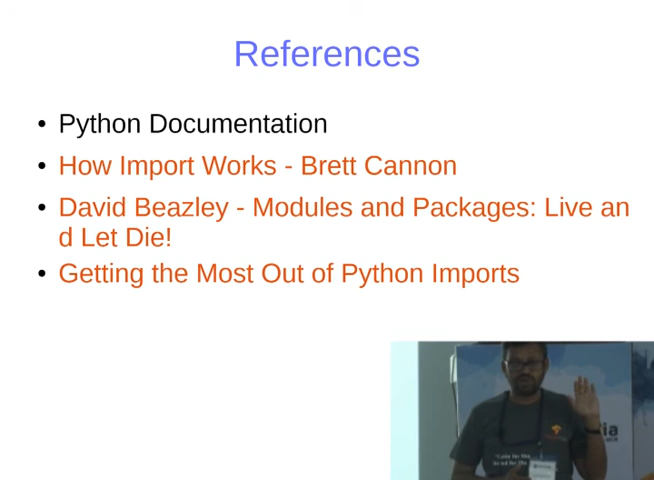 References
• Python Documentation
• How Import Works - Brett Cannon
• David Beazley - Modules and Packages: Live an
d Let Die!
• Getting the Most Out of Python Imports
ia